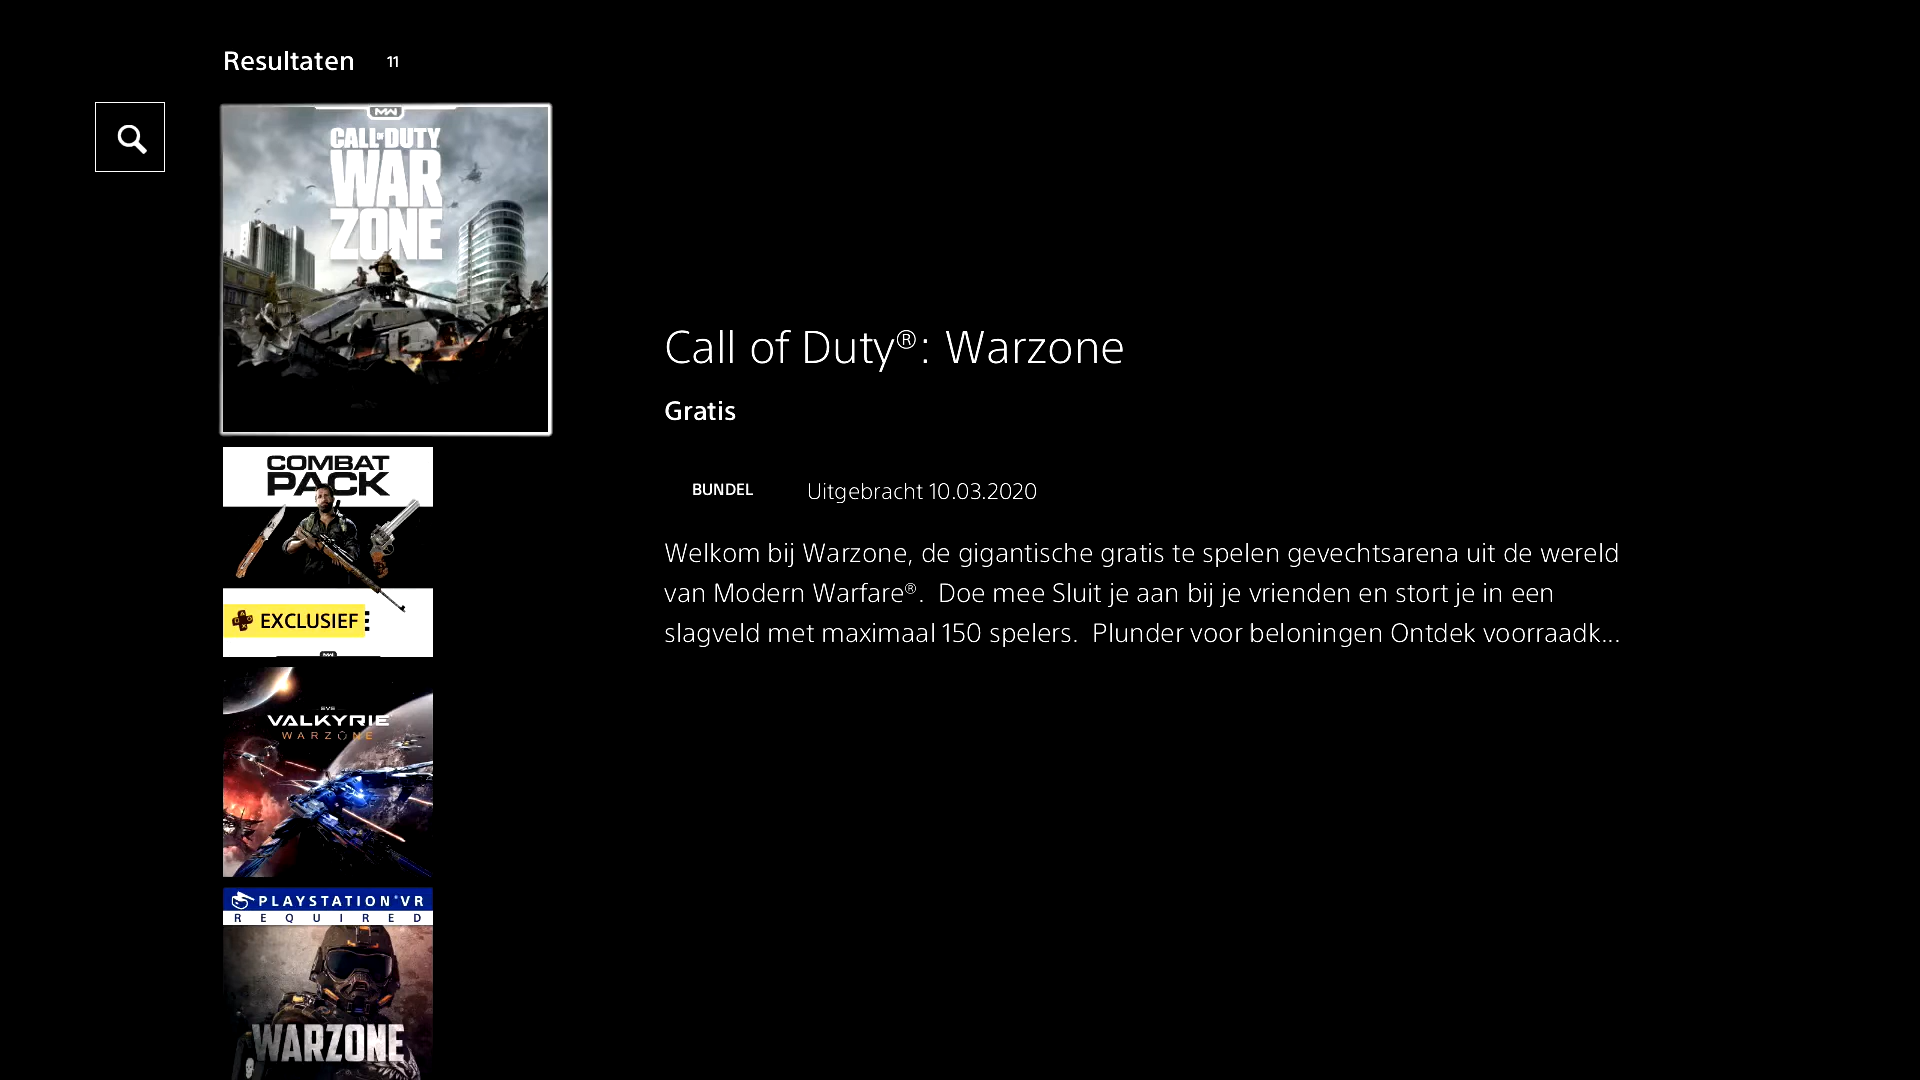 Resultaten 11
MW
CALL OF DUTY
WAR
ZONE
Call of Duty®: Warzone
Gratis
BUNDEL Uitgebracht 10.03.2020
Welkom bij Warzone, de gigantische gratis te spelen gevechtsarena uit de wereld
van Modern Warfare®.  Doe mee Sluit je aan bij je vrienden en stort je in een
slagveld met maximaal 150 spelers.  Plunder voor beloningen Ontdek voorraadk...
COMBAT
PACK
EXCLUSIEF
MW
EVE
VALKYRIE
WARZONE
PLAYSTATION®VR
REQUIRED
WARZONE